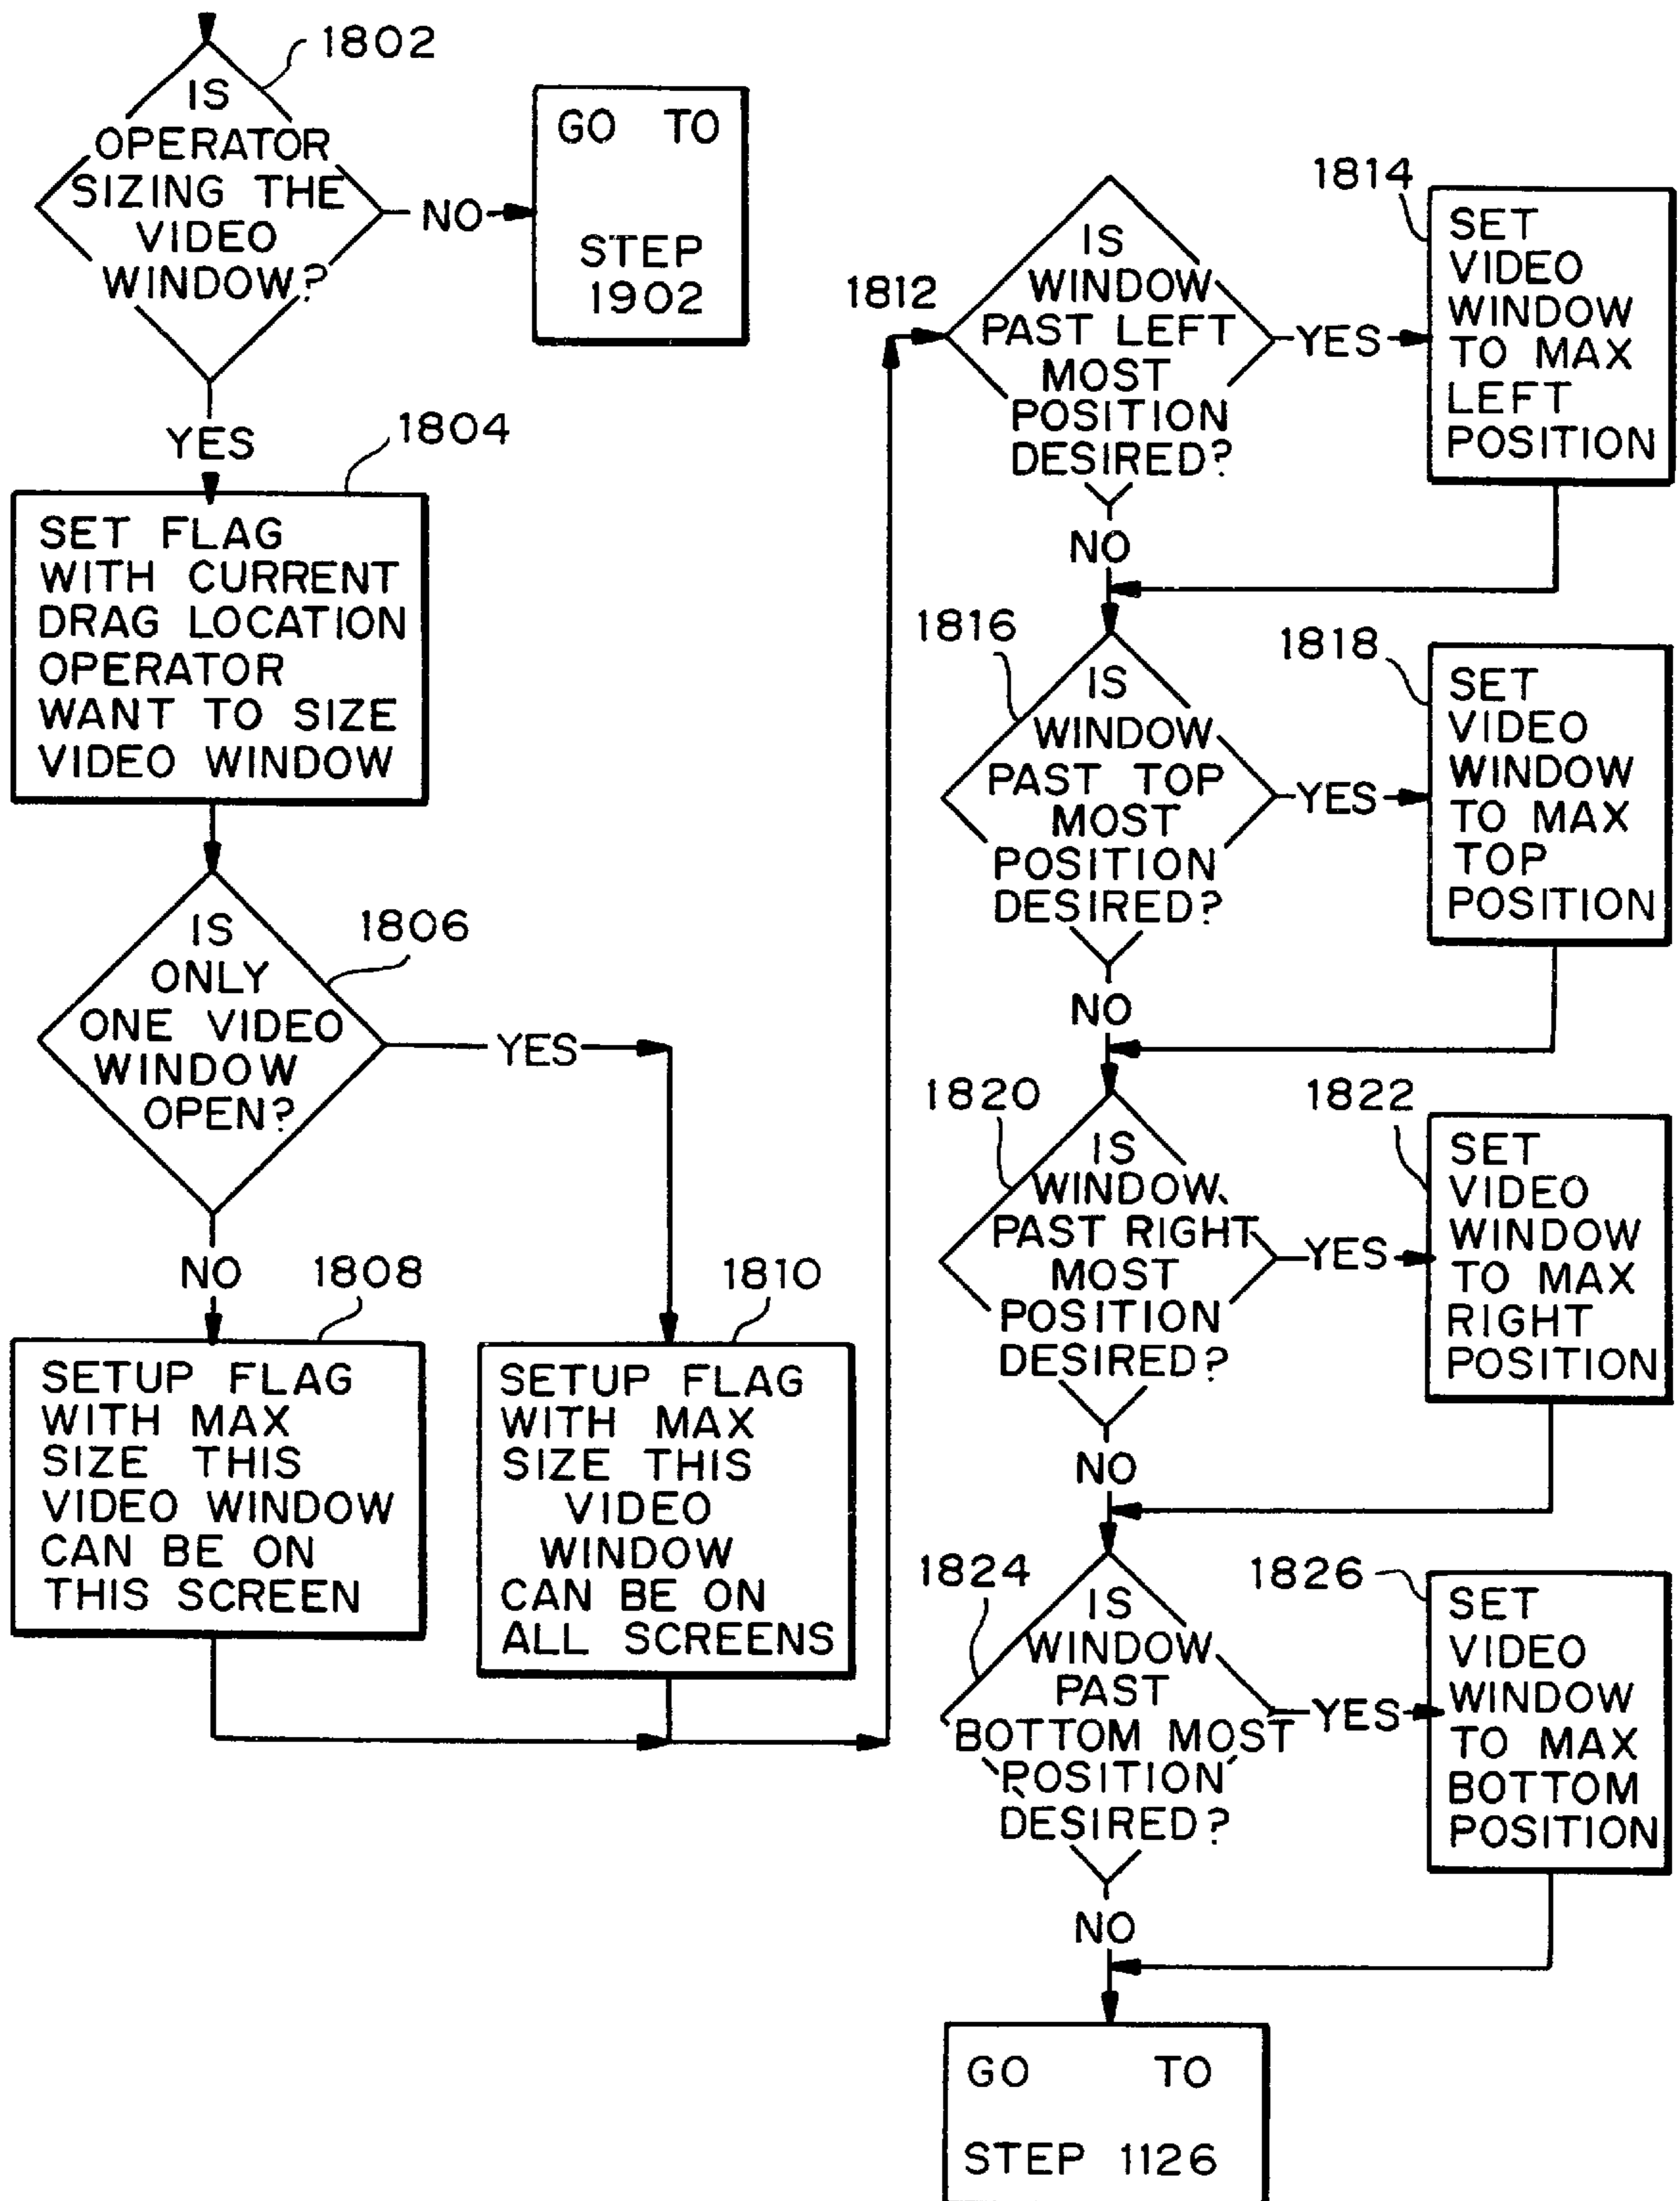 1802
IS
OPERATOR
SIZING THE
VIDEO
WINDOW?
NO
GO TO
STEP
1902
YES
1804
SET FLAG
WITH CURRENT
DRAG LOCATION
OPERATOR
WANT TO SIZE
VIDEO WINDOW
1806
IS
ONLY
ONE VIDEO
WINDOW
OPEN?
YES
NO
1808
SETUP FLAG
WITH MAX
SIZE THIS
VIDEO WINDOW
CAN BE ON
THIS SCREEN
1810
SETUP FLAG
WITH MAX
SIZE THIS
VIDEO
WINDOW
CAN BE ON
ALL SCREENS
1812
IS
WINDOW
PAST LEFT
MOST
POSITION
DESIRED?
YES
1814
SET
VIDEO
WINDOW
TO MAX
LEFT
POSITION
NO
1816
IS
WINDOW
PAST TOP
MOST
POSITION
DESIRED?
YES
1818
SET
VIDEO
WINDOW
TO MAX
TOP
POSITION
NO
1820
IS
WINDOW
PAST RIGHT
MOST
POSITION
DESIRED?
YES
1822
SET
VIDEO
WINDOW
TO MAX
RIGHT
POSITION
NO
1824
IS
WINDOW
PAST
BOTTOM MOST
POSITION
DESIRED?
YES
1826
SET
VIDEO
WINDOW
TO MAX
BOTTOM
POSITION
NO
GO TO
STEP 1126